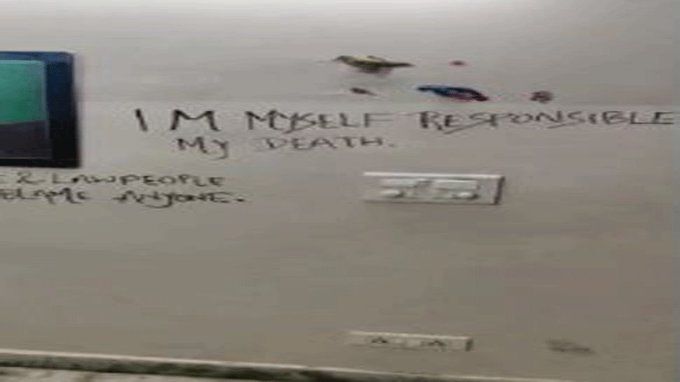 I M MYSELF RESPONSIBLE
MY DEATH.
LAWPEOPLE
BLAME ANYONE.